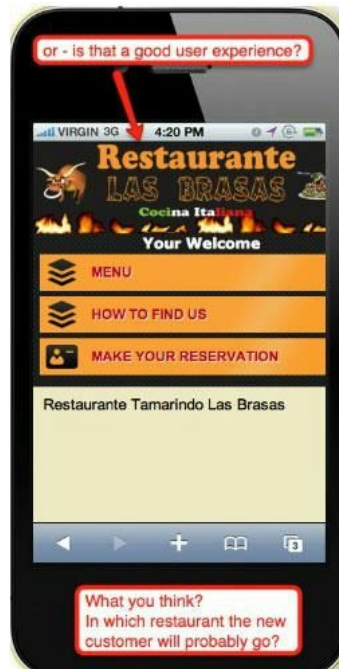 or - is that a good user experience?
VIRGIN 3G 4:20 PM
Restaurante
LAS BRASAS
Cocina Italiana
Your Welcome
MENU
HOW TO FIND US
MAKE YOUR RESERVATION
Restaurante Tamarindo Las Brasas
3
What you think?
In which restaurant the new
customer will probably go?